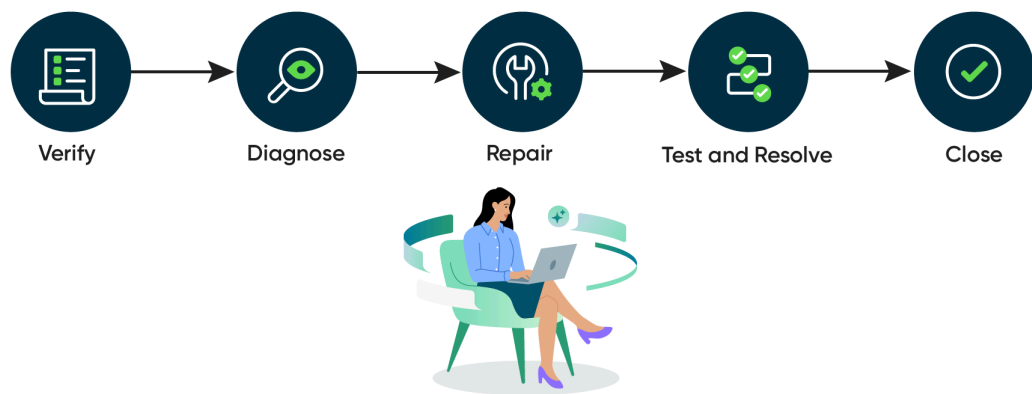 Verify
Diagnose
Repair
Test and Resolve
Close